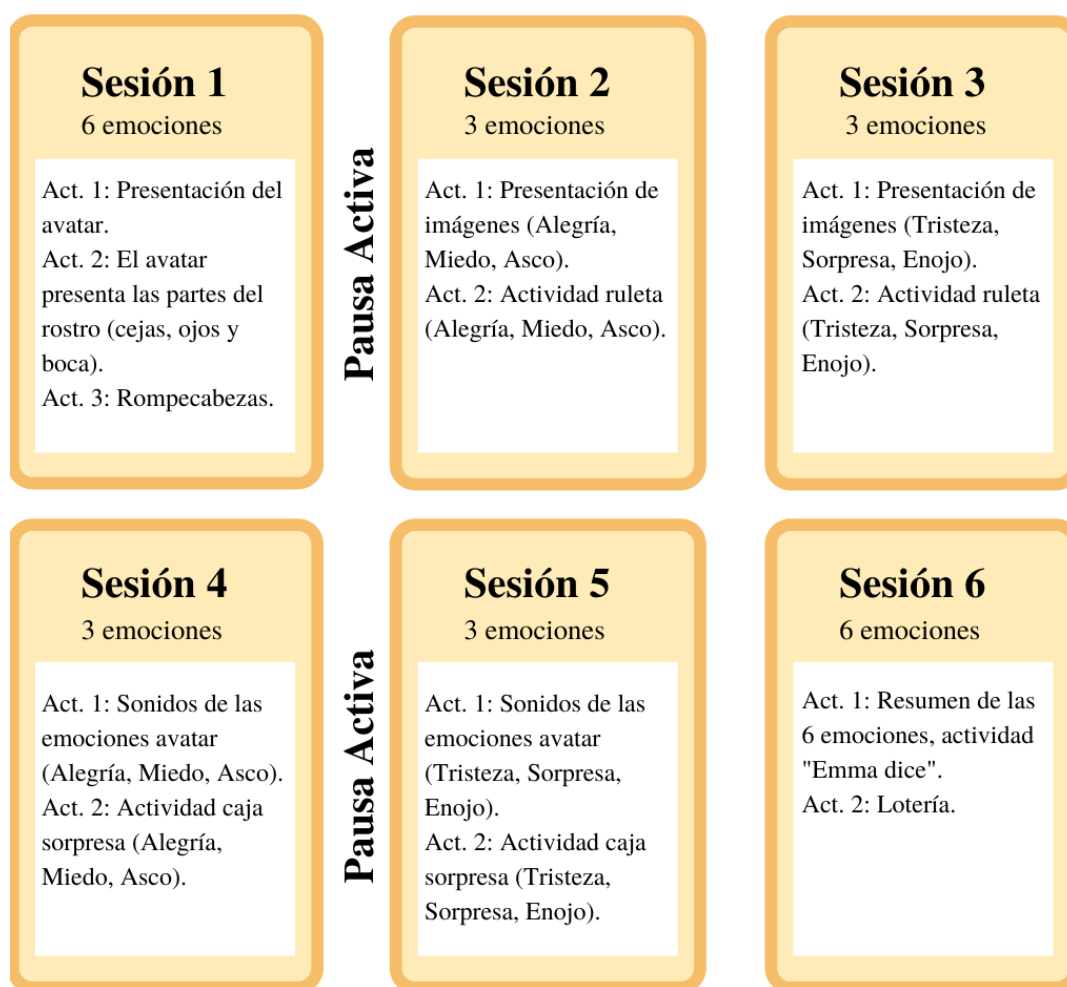 Sesión 1
6 emociones
Act. 1: Presentación del
avatar.
Act. 2: El avatar
presenta las partes del
rostro (cejas, ojos y
boca).
Act. 3: Rompecabezas.
Pausa Activa
Sesión 2
3 emociones
Act. 1: Presentación de
imágenes (Alegría,
Miedo, Asco).
Act. 2: Actividad ruleta
(Alegría, Miedo, Asco).
Sesión 3
3 emociones
Act. 1: Presentación de
imágenes (Tristeza,
Sorpresa, Enojo).
Act. 2: Actividad ruleta
(Tristeza, Sorpresa,
Enojo).
Sesión 4
3 emociones
Act. 1: Sonidos de las
emociones avatar
(Alegría, Miedo, Asco).
Act. 2: Actividad caja
sorpresa (Alegría,
Miedo, Asco).
Pausa Activa
Sesión 5
3 emociones
Act. 1: Sonidos de las
emociones avatar
(Tristeza, Sorpresa,
Enojo).
Act. 2: Actividad caja
sorpresa (Tristeza,
Sorpresa, Enojo).
Sesión 6
6 emociones
Act. 1: Resumen de las
6 emociones, actividad
"Emma dice".
Act. 2: Lotería.